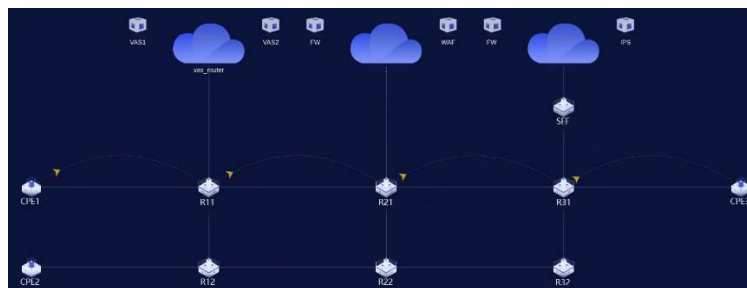 VAS1 VAS2 FW WAF FW IPS
vas_router
SFF
CPE1 R11 R21 R31 CPE3
CPE2 R12 R22 R32